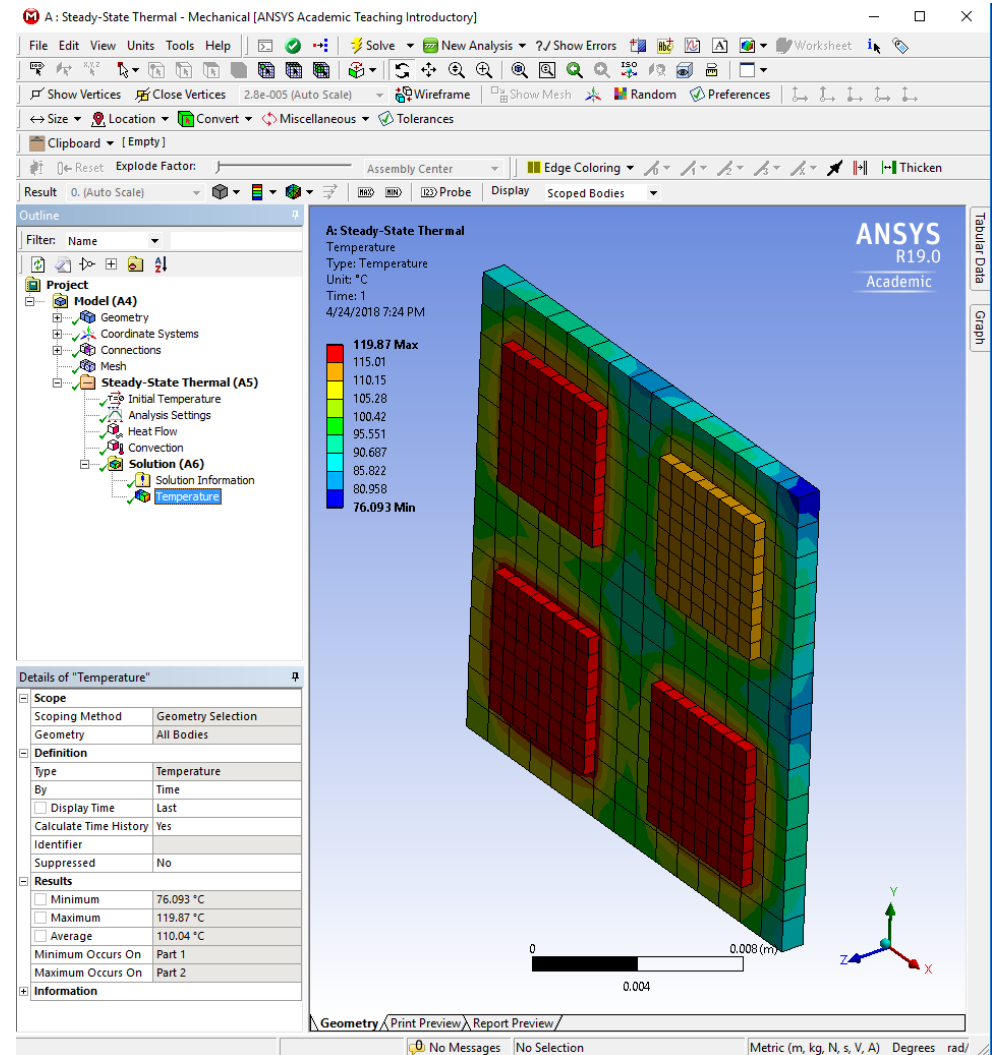 A : Steady-State Thermal - Mechanical [ANSYS Academic Teaching Introductory]
File Edit View Units Tools Help Solve New Analysis ?/ Show Errors Worksheet
Show Vertices Close Vertices 2.8e-005 (Auto Scale) Wireframe Show Mesh Random Preferences
Size Location Convert Miscellaneous Tolerances
Clipboard [ Empty ]
Reset Explode Factor: Assembly Center Edge Coloring Thicken
Result 0. (Auto Scale) MAX MIN 123 Probe Display Scoped Bodies
Outline
Filter: Name
Project
Model (A4)
Geometry
Coordinate Systems
Connections
Mesh
Steady-State Thermal (A5)
Initial Temperature
Analysis Settings
Heat Flow
Convection
Solution (A6)
Solution Information
Temperature
Details of "Temperature"
Scope
Scoping Method Geometry Selection
Geometry All Bodies
Definition
Type Temperature
By Time
Display Time Last
Calculate Time History Yes
Identifier
Suppressed No
Results
Minimum 76.093 °C
Maximum 119.87 °C
Average 110.04 °C
Minimum Occurs On Part 1
Maximum Occurs On Part 2
Information
A: Steady-State Thermal
Temperature
Type: Temperature
Unit: °C
Time: 1
4/24/2018 7:24 PM
119.87 Max
115.01
110.15
105.28
100.42
95.551
90.687
85.822
80.958
76.093 Min
ANSYS
R19.0
Academic
0 0.008 (m)
0.004
Y
Z
X
Tabular Data
Graph
Geometry Print Preview Report Preview
0 No Messages No Selection Metric (m, kg, N, s, V, A) Degrees rad/